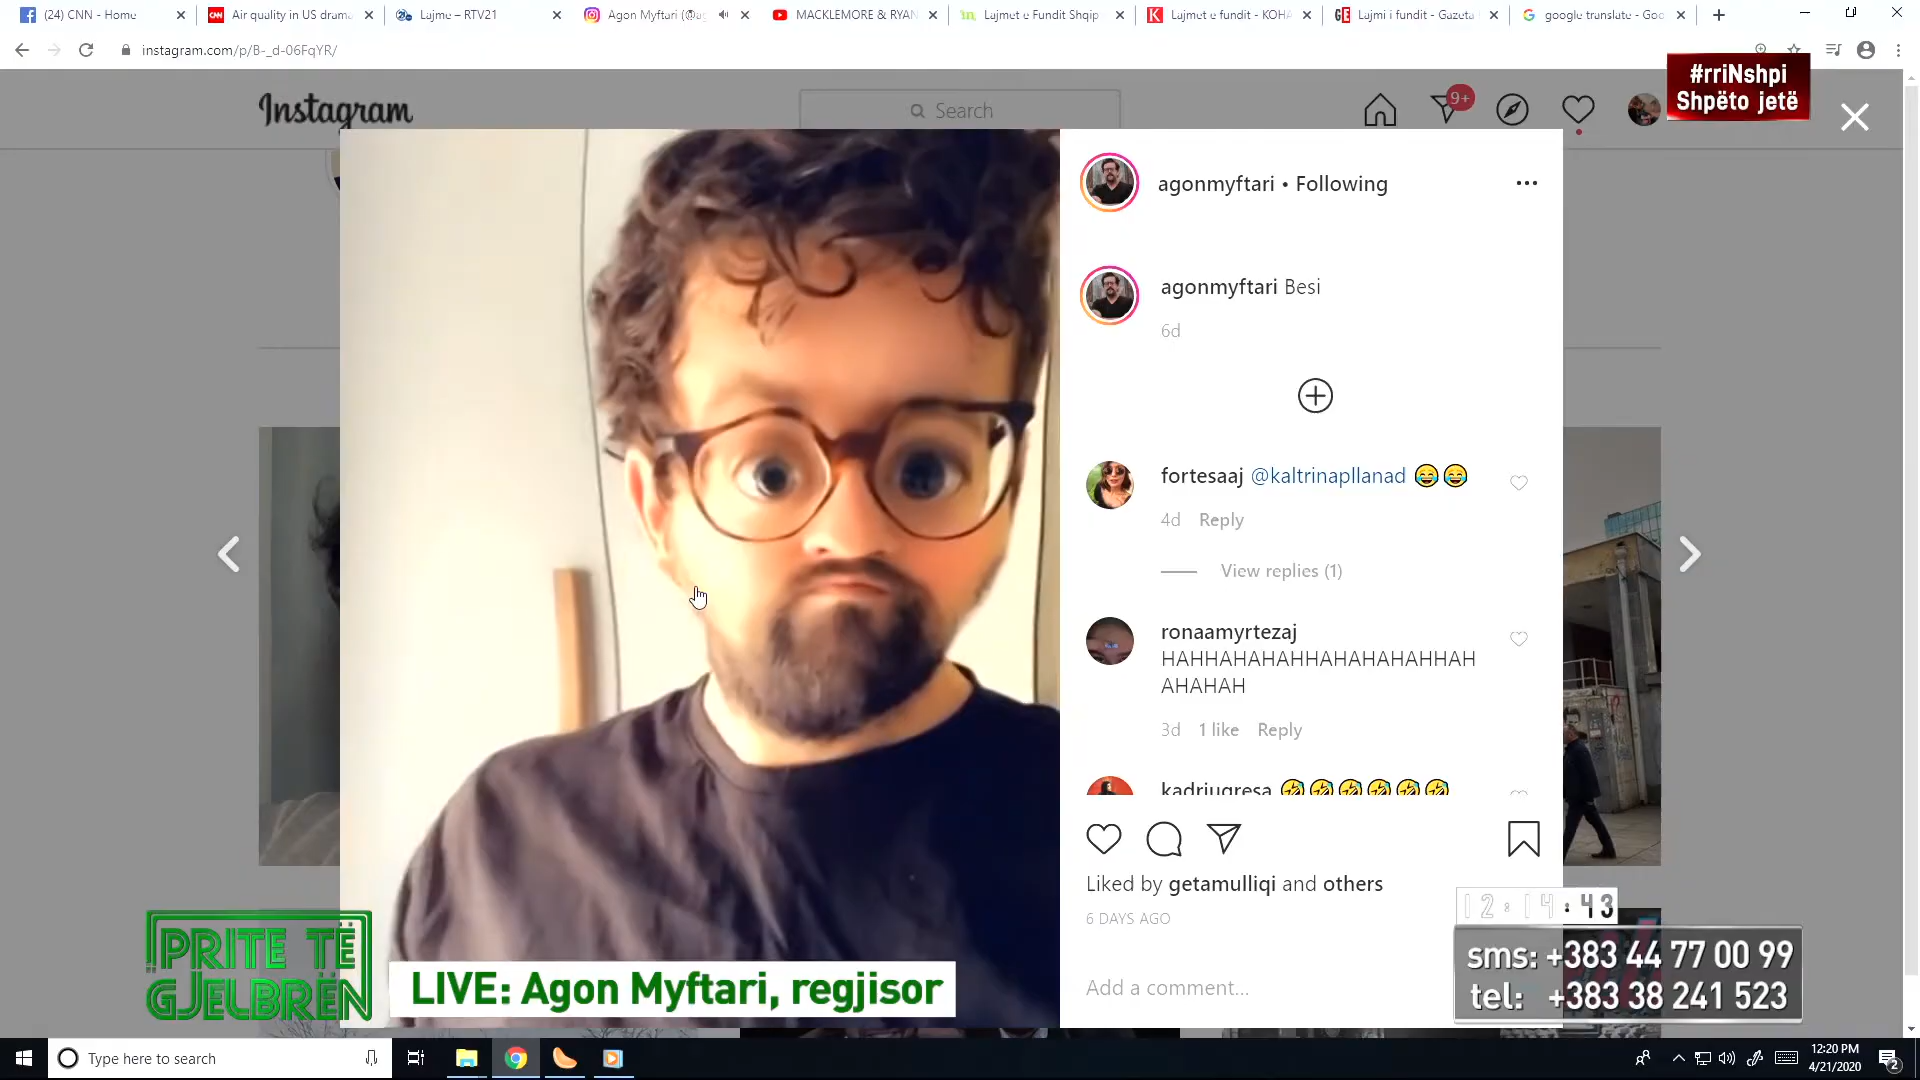 (24) CNN - Home
CNN
Air quality in US drama
Lajme – RTV21
Agon Myftari (@ag
MACKLEMORE & RYAN
Lajmet e Fundit Shqip
K
Lajmet e fundit - KOHA
GE
Lajmi i fundit - Gazeta
google translate - Goo
instagram.com/p/B-_d-06FqYR/
#rriNshpi
Shpëto jetë
Instagram
Search
9+
agonmyftari • Following
agonmyftari Besi
6d
fortesaaj @kaltrinapllanad 😂😂
4d Reply
View replies (1)
ronaamyrtezaj
HAHHAHAHAHHAHAHAHAHHAH
AHAHAH
3d 1 like Reply
kadriugresa 🤣🤣🤣🤣🤣🤣
Liked by getamulliqi and others
6 DAYS AGO
Add a comment...
12:14:43
sms: +383 44 77 00 99
tel: +383 38 241 523
PRITE TË
GJELBRËN
LIVE: Agon Myftari, regjisor
Type here to search
12:20 PM
4/21/2020
2